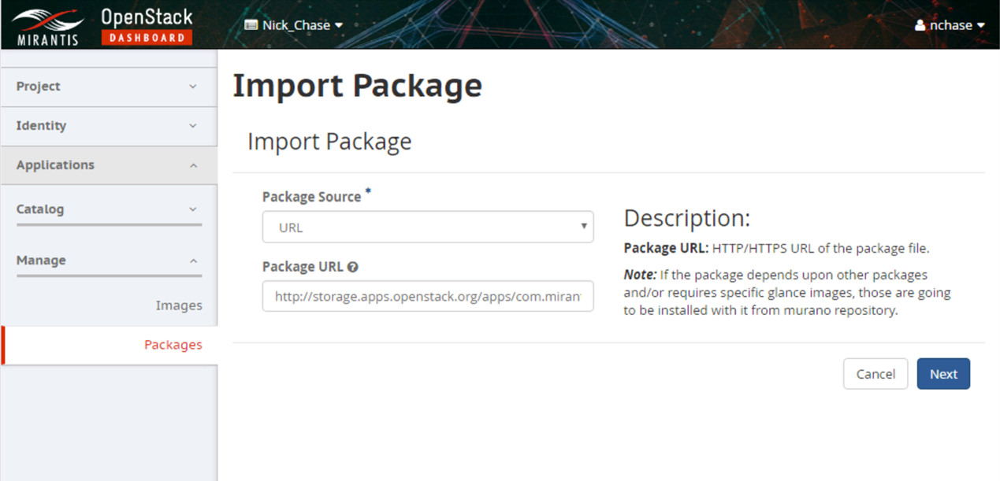 MIRANTIS
OpenStack
DASHBOARD
Nick_Chase
nchase
Project
Identity
Applications
Catalog
Manage
Images
Packages
Import Package
Import Package
Package Source *
URL
Package URL
http://storage.apps.openstack.org/apps/com.miran
Description:
Package URL: HTTP/HTTPS URL of the package file.
Note: If the package depends upon other packages
and/or requires specific glance images, those are going
to be installed with it from murano repository.
Cancel
Next